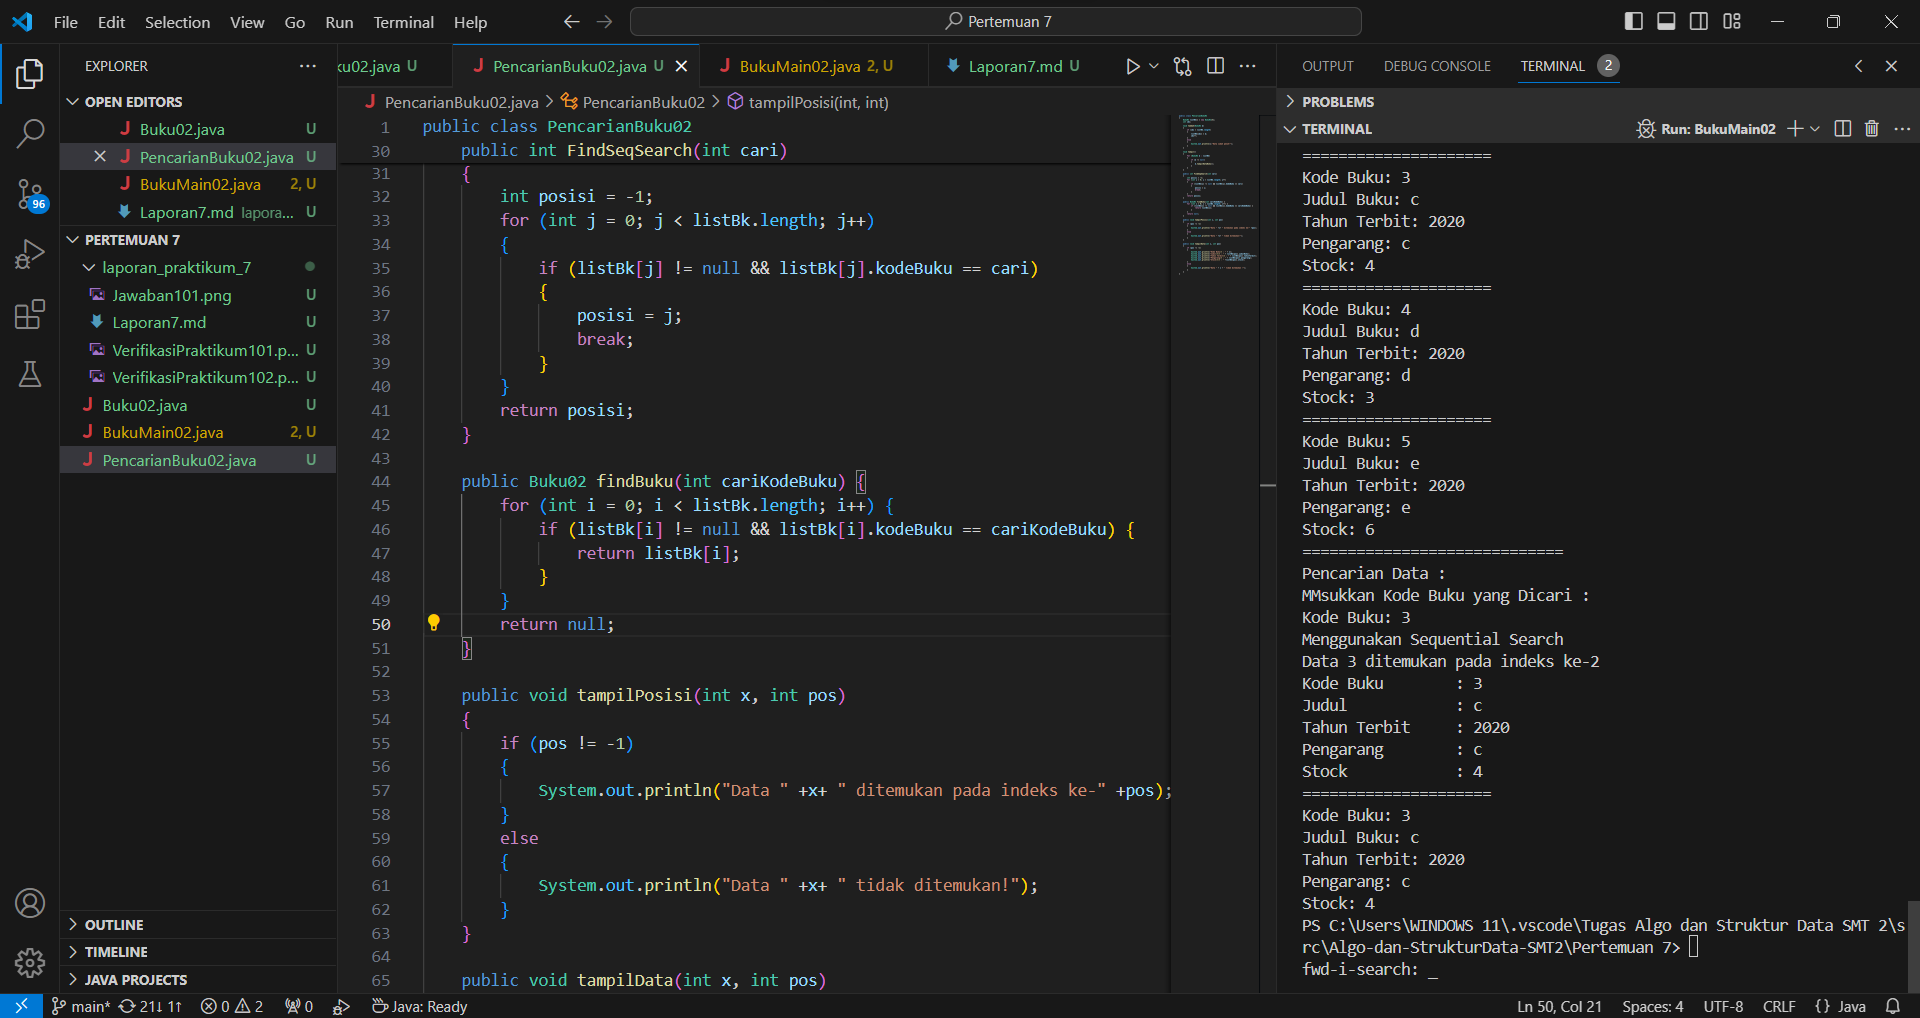 File Edit Selection View Go Run Terminal Help
Pertemuan 7
EXPLORER
OPEN EDITORS
Buku02.java U
PencarianBuku02.java U
BukuMain02.java 2, U
Laporan7.md lapora... U
PERTEMUAN 7
laporan_praktikum_7
Jawaban101.png U
Laporan7.md U
VerifikasiPraktikum101.p... U
VerifikasiPraktikum102.p... U
Buku02.java U
BukuMain02.java 2, U
PencarianBuku02.java U
OUTLINE
TIMELINE
JAVA PROJECTS
96
ku02.java U
PencarianBuku02.java U
BukuMain02.java 2, U
Laporan7.md U
PencarianBuku02.java > PencarianBuku02 > tampilPosisi(int, int)
1 public class PencarianBuku02
30 public int FindSeqSearch(int cari)
31 {
32 int posisi = -1;
33 for (int j = 0; j < listBk.length; j++)
34 {
35 if (listBk[j] != null && listBk[j].kodeBuku == cari)
36 {
37 posisi = j;
38 break;
39 }
40 }
41 return posisi;
42 }
43
44 public Buku02 findBuku(int cariKodeBuku) {
45 for (int i = 0; i < listBk.length; i++) {
46 if (listBk[i] != null && listBk[i].kodeBuku == cariKodeBuku) {
47 return listBk[i];
48 }
49 }
50 return null;
51 }
52
53 public void tampilPosisi(int x, int pos)
54 {
55 if (pos != -1)
56 {
57 System.out.println("Data " +x+ " ditemukan pada indeks ke-" +pos);
58 }
59 else
60 {
61 System.out.println("Data " +x+ " tidak ditemukan!");
62 }
63 }
64
65 public void tampilData(int x, int pos)
OUTPUT DEBUG CONSOLE TERMINAL 2
PROBLEMS
TERMINAL
Run: BukuMain02
=====================
Kode Buku: 3
Judul Buku: c
Tahun Terbit: 2020
Pengarang: c
Stock: 4
=====================
Kode Buku: 4
Judul Buku: d
Tahun Terbit: 2020
Pengarang: d
Stock: 3
=====================
Kode Buku: 5
Judul Buku: e
Tahun Terbit: 2020
Pengarang: e
Stock: 6
=============================
Pencarian Data :
MMsukkan Kode Buku yang Dicari :
Kode Buku: 3
Menggunakan Sequential Search
Data 3 ditemukan pada indeks ke-2
Kode Buku : 3
Judul : c
Tahun Terbit : 2020
Pengarang : c
Stock : 4
=====================
Kode Buku: 3
Judul Buku: c
Tahun Terbit: 2020
Pengarang: c
Stock: 4
PS C:\Users\WINDOWS 11\.vscode\Tugas Algo dan Struktur Data SMT 2\s
rc\Algo-dan-StrukturData-SMT2\Pertemuan 7>
fwd-i-search: _
main* 21↓ 1↑ 0 2 0 Java: Ready
Ln 50, Col 21 Spaces: 4 UTF-8 CRLF {} Java